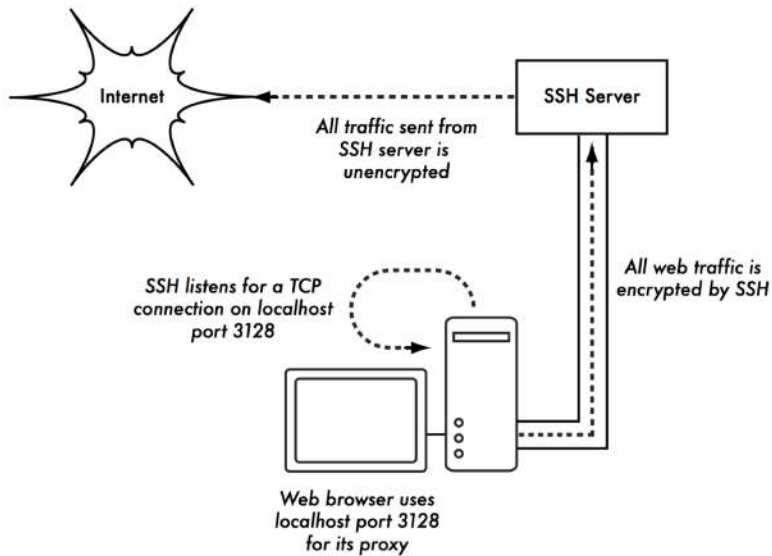 Internet
SSH Server
All traffic sent from
SSH server is
unencrypted
All web traffic is
encrypted by SSH
SSH listens for a TCP
connection on localhost
port 3128
Web browser uses
localhost port 3128
for its proxy